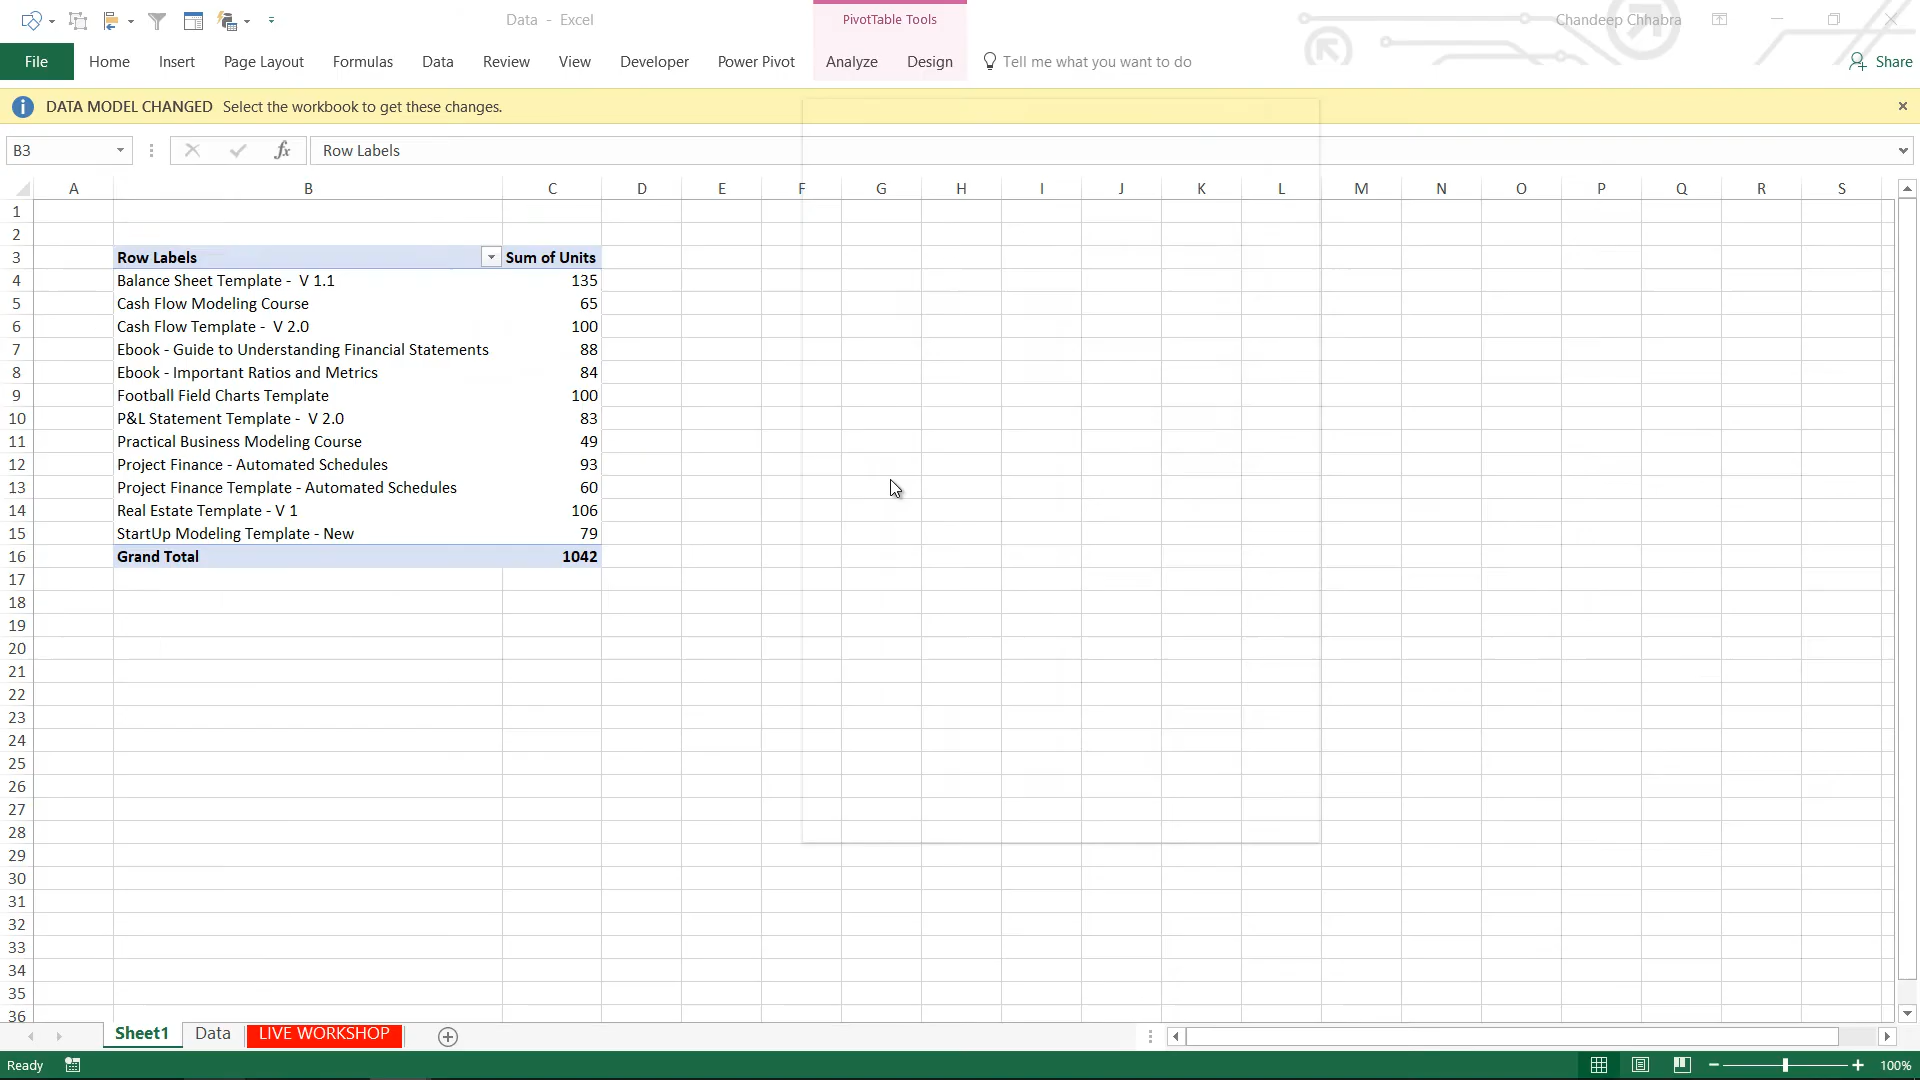 Data - Excel
PivotTable Tools
Chandeep Chhabra
File Home Insert Page Layout Formulas Data Review View Developer Power Pivot Analyze Design Tell me what you want to do Share
DATA MODEL CHANGED Select the workbook to get these changes.
B3 fx Row Labels
A B C D E F G H I J K L M N O P Q R S
1
2
3 Row Labels Sum of Units
4 Balance Sheet Template - V 1.1 135
5 Cash Flow Modeling Course 65
6 Cash Flow Template - V 2.0 100
7 Ebook - Guide to Understanding Financial Statements 88
8 Ebook - Important Ratios and Metrics 84
9 Football Field Charts Template 100
10 P&L Statement Template - V 2.0 83
11 Practical Business Modeling Course 49
12 Project Finance - Automated Schedules 93
13 Project Finance Template - Automated Schedules 60
14 Real Estate Template - V 1 106
15 StartUp Modeling Template - New 79
16 Grand Total 1042
17
18
19
20
21
22
23
24
25
26
27
28
29
30
31
32
33
34
35
36
Sheet1 Data LIVE WORKSHOP
Ready 100%